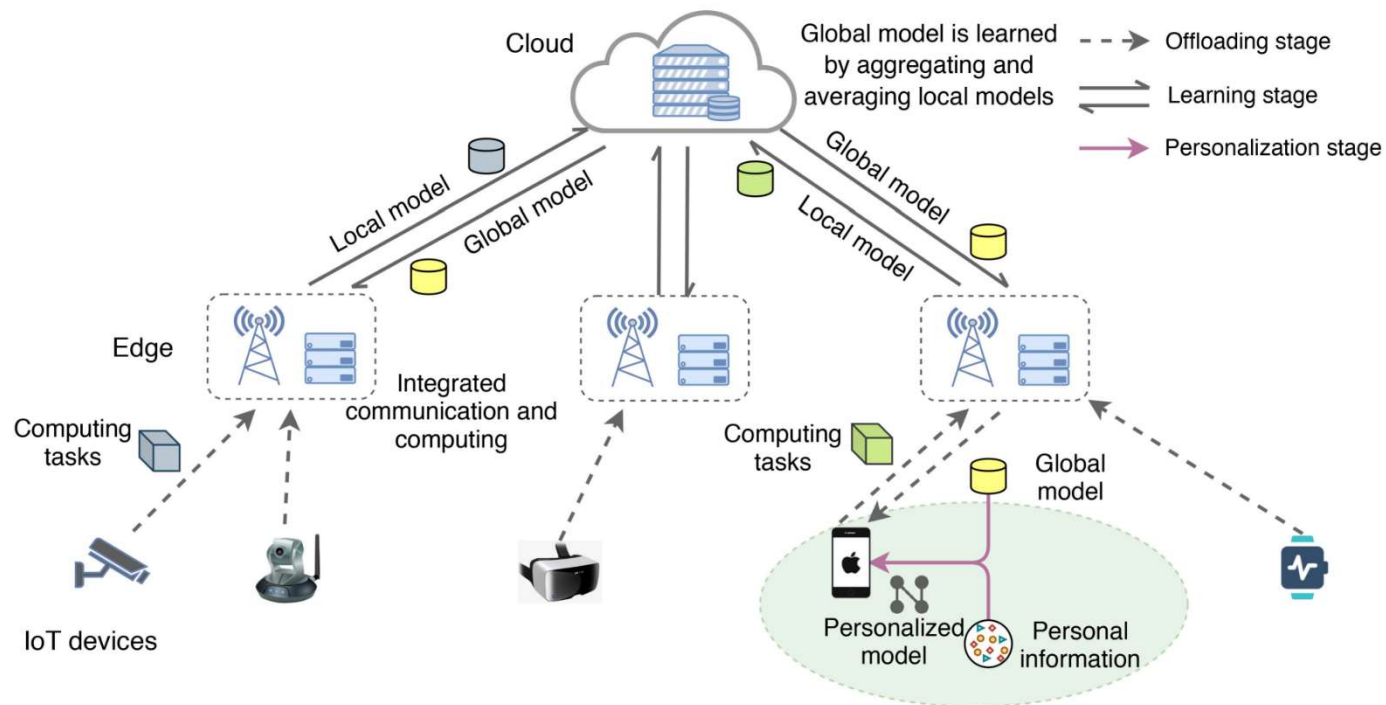 Cloud
Global model is learned
by aggregating and
averaging local models
Offloading stage
Learning stage
Personalization stage
Local model
Global model
Global model
Local model
Edge
Integrated
communication and
computing
Computing
tasks
Computing
tasks
Global
model
IoT devices
Personalized
model
Personal
information